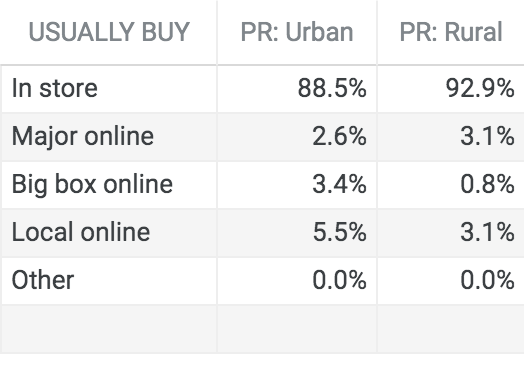 USUALLY BUY PR: Urban PR: Rural
In store 88.5% 92.9%
Major online 2.6% 3.1%
Big box online 3.4% 0.8%
Local online 5.5% 3.1%
Other 0.0% 0.0%